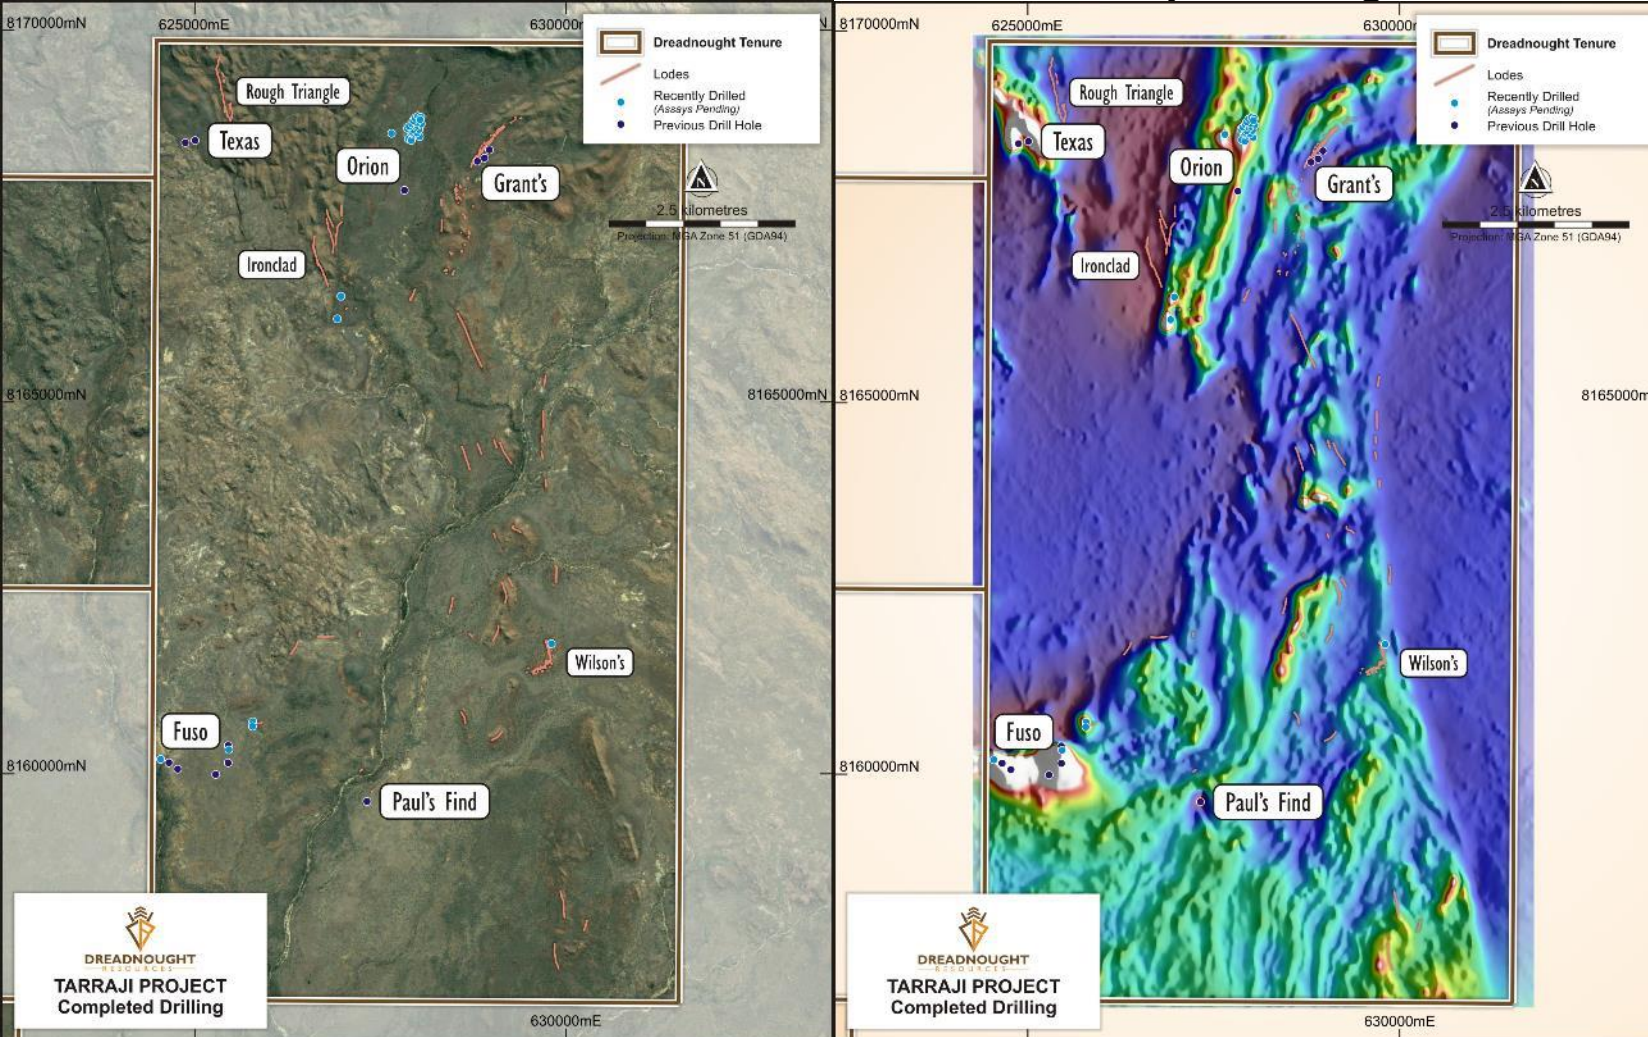 8170000mN
625000mE
630000
Dreadnought Tenure
Lodes
Recently Drilled
(Assays Pending)
Previous Drill Hole
Rough Triangle
Texas
Orion
Grant's
N
2.5 kilometres
Projection: MGA Zone 51 (GDA94)
Ironclad
8165000mN
8165000mN
Wilson's
Fuso
8160000mN
Paul's Find
DREADNOUGHT
RESOURCES
TARRAJI PROJECT
Completed Drilling
630000mE
N
8170000mN
625000mE
630000
Dreadnought Tenure
Lodes
Recently Drilled
(Assays Pending)
Previous Drill Hole
Rough Triangle
Texas
Orion
Grant's
N
2.5 kilometres
Projection: MGA Zone 51 (GDA94)
Ironclad
8165000mN
8165000m
Wilson's
Fuso
8160000mN
Paul's Find
DREADNOUGHT
RESOURCES
TARRAJI PROJECT
Completed Drilling
630000mE